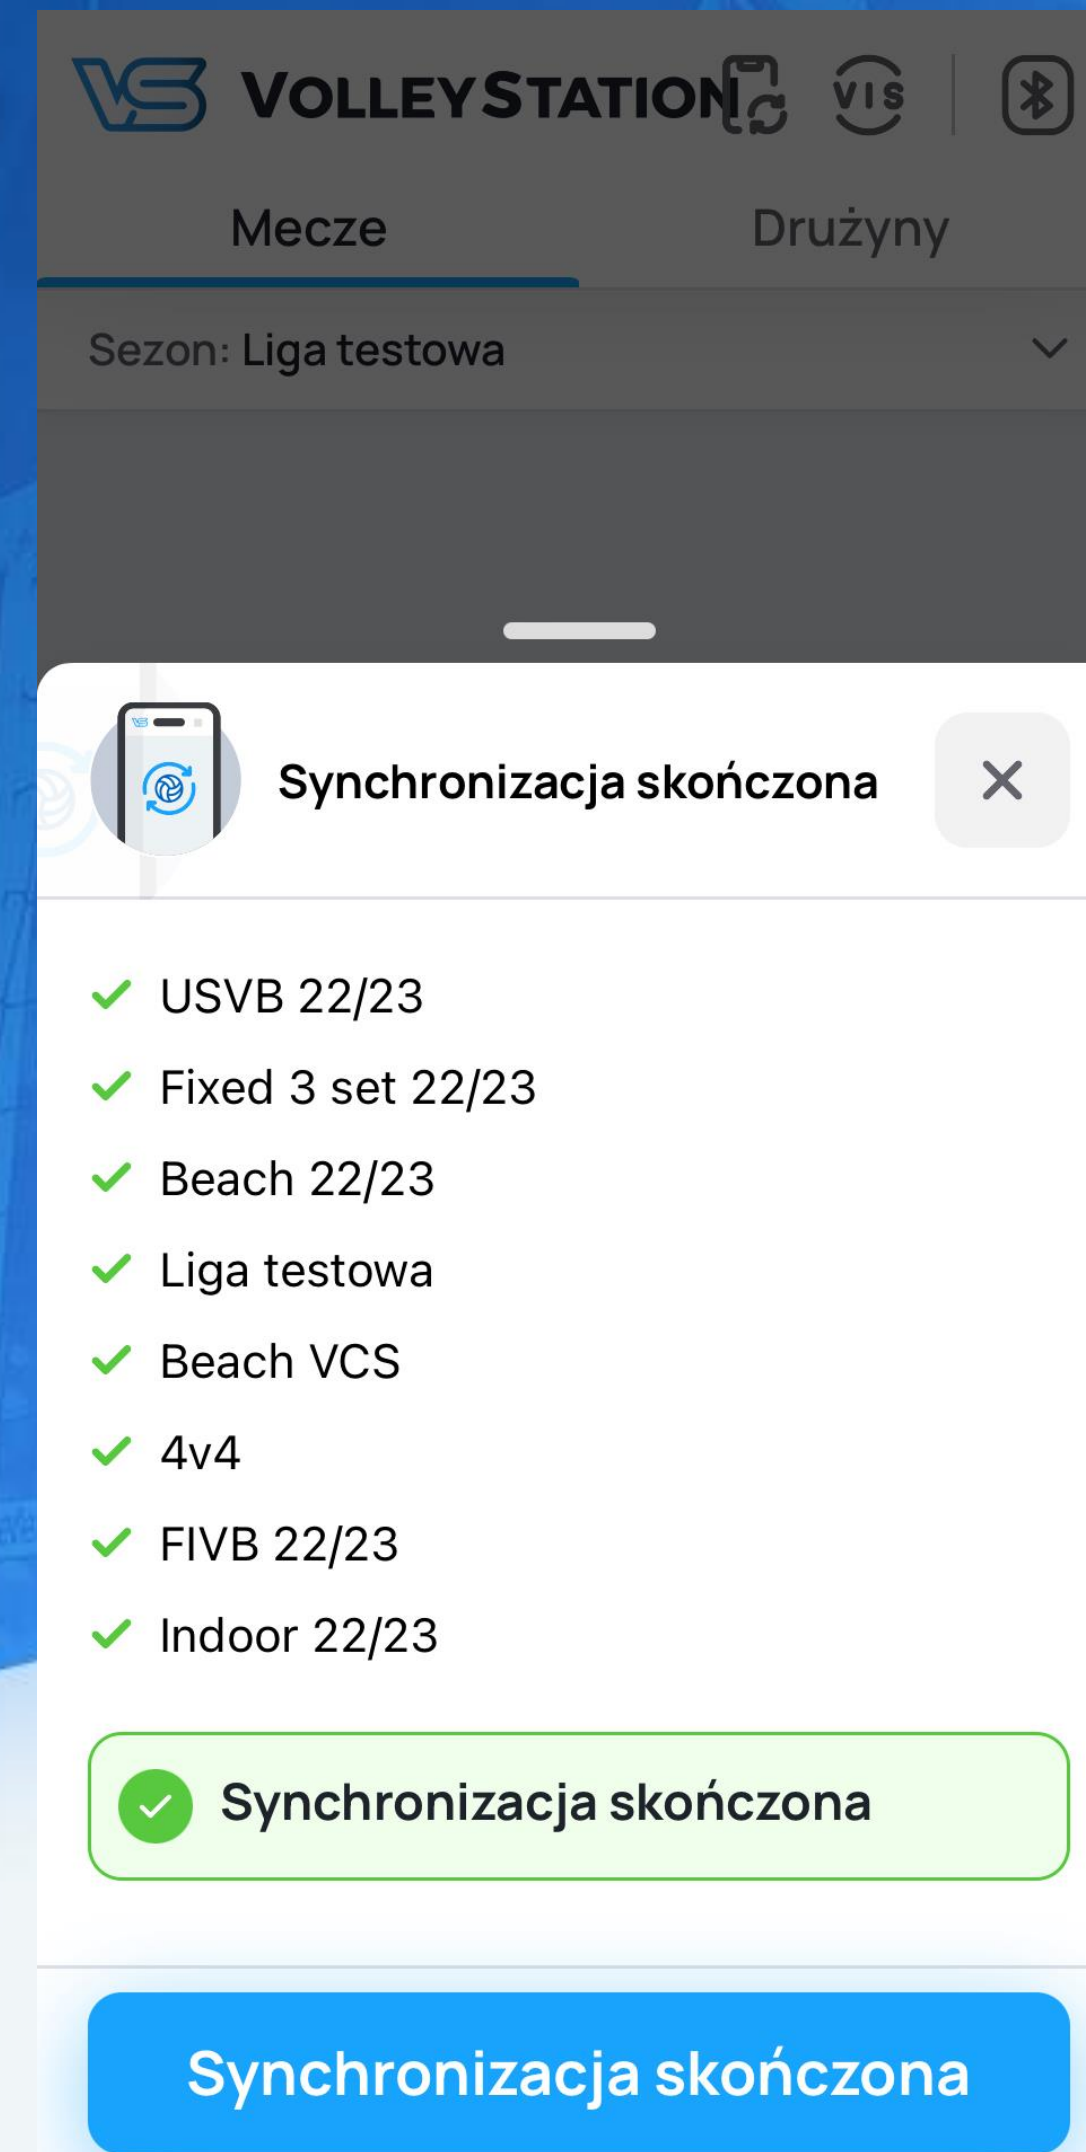 VS VOLLEYSTATION VIS
Mecze Drużyny
Sezon: Liga testowa
Synchronizacja skończona
USVB 22/23
Fixed 3 set 22/23
Beach 22/23
Liga testowa
Beach VCS
4v4
FIVB 22/23
Indoor 22/23
Synchronizacja skończona
Synchronizacja skończona